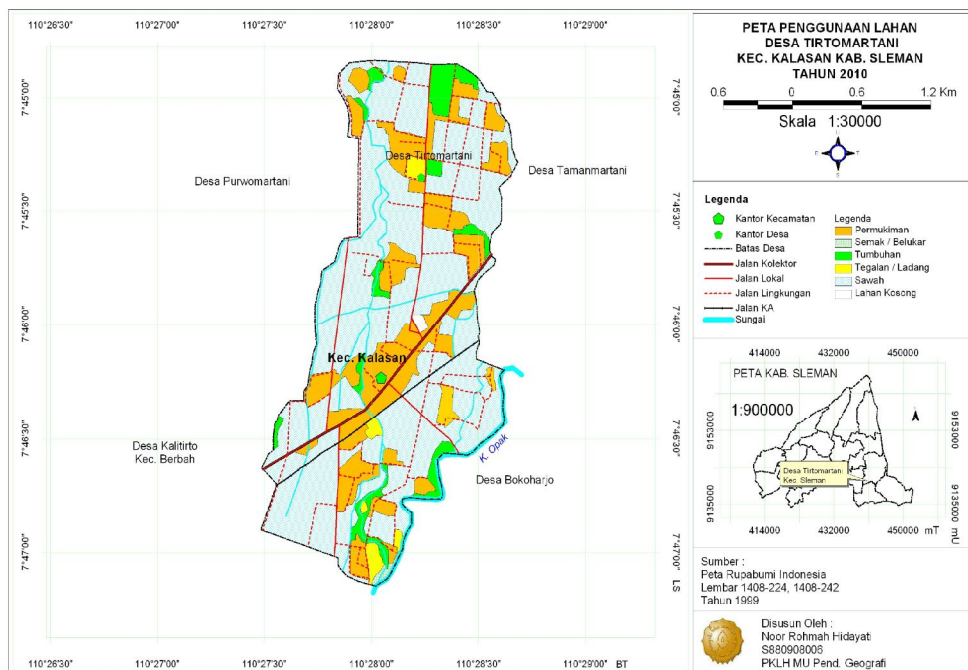 110°26'30" 110°27'00" 110°27'30" 110°28'00" 110°28'30" 110°29'00"
7°45'00"
7°45'30"
7°46'00"
7°46'30"
7°47'00"
7°45'00"
7°45'30"
7°46'00"
7°46'30"
7°47'00"
LS
Desa Tirtomartani
Desa Purwomartani
Desa Tamanmartani
Kec. Kalasan
Desa Kalitirto
Kec. Berbah
K. Opak
Desa Bokoharjo
110°26'30" 110°27'00" 110°27'30" 110°28'00" 110°28'30" 110°29'00" BT
PETA PENGGUNAAN LAHAN
DESA TIRTOMARTANI
KEC. KALASAN KAB. SLEMAN
TAHUN 2010
0.6 0 0.6 1.2 Km
Skala 1:30000
Legenda
Kantor Kecamatan
Kantor Desa
Batas Desa
Jalan Kolektor
Jalan Lokal
Jalan Lingkungan
Jalan KA
Sungai
Legenda
Permukiman
Semak / Belukar
Tumbuhan
Tegalan / Ladang
Sawah
Lahan Kosong
414000 432000 450000
PETA KAB. SLEMAN
1:900000
9153000
9135000
9153000
9135000 mU
Desa Tirtomartani
Kec. Sleman
414000 432000 450000 mT
Sumber :
Peta Rupabumi Indonesia
Lembar 1408-224, 1408-242
Tahun 1999
Disusun Oleh :
Noor Rohmah Hidayati
S880908006
PKLH MU Pend. Geografi